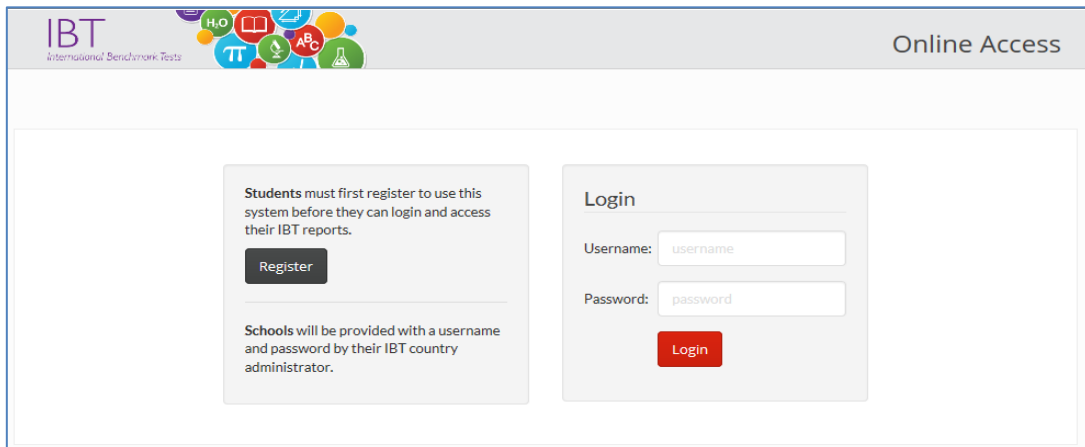 IBT
International Benchmark Tests
H₂O
ABC
π
Online Access
Students must first register to use this
system before they can login and access
their IBT reports.
Register
Schools will be provided with a username
and password by their IBT country
administrator.
Login
Username: username
Password: password
Login